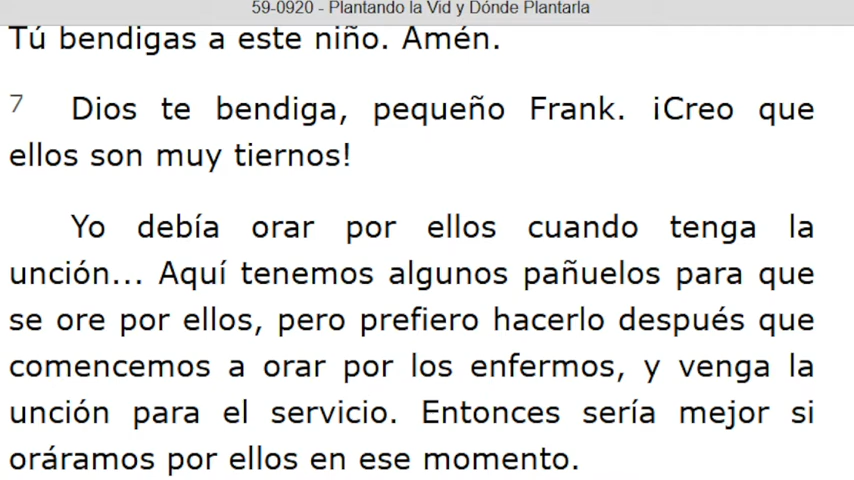 59-0920 - Plantando la Vid y Dónde Plantarla
Tú bendigas a este niño. Amén.
7 Dios te bendiga, pequeño Frank. ¡Creo que
ellos son muy tiernos!
Yo debía orar por ellos cuando tenga la
unción... Aquí tenemos algunos pañuelos para que
se ore por ellos, pero prefiero hacerlo después que
comencemos a orar por los enfermos, y venga la
unción para el servicio. Entonces sería mejor si
oráramos por ellos en ese momento.